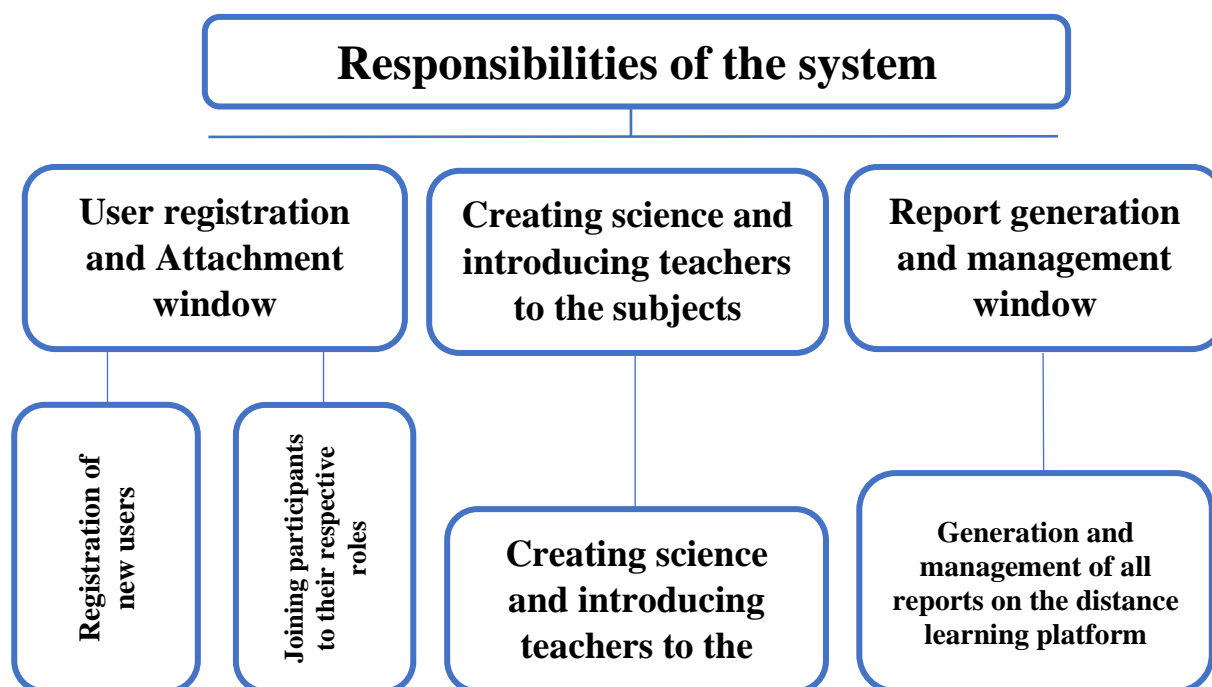 Responsibilities of the system
User registration
and Attachment
window
Creating science and
introducing teachers
to the subjects
Report generation
and management
window
Registration of
new users
Joining participants
to their respective
roles
Creating science
and introducing
teachers to the
Generation and
management of all
reports on the distance
learning platform